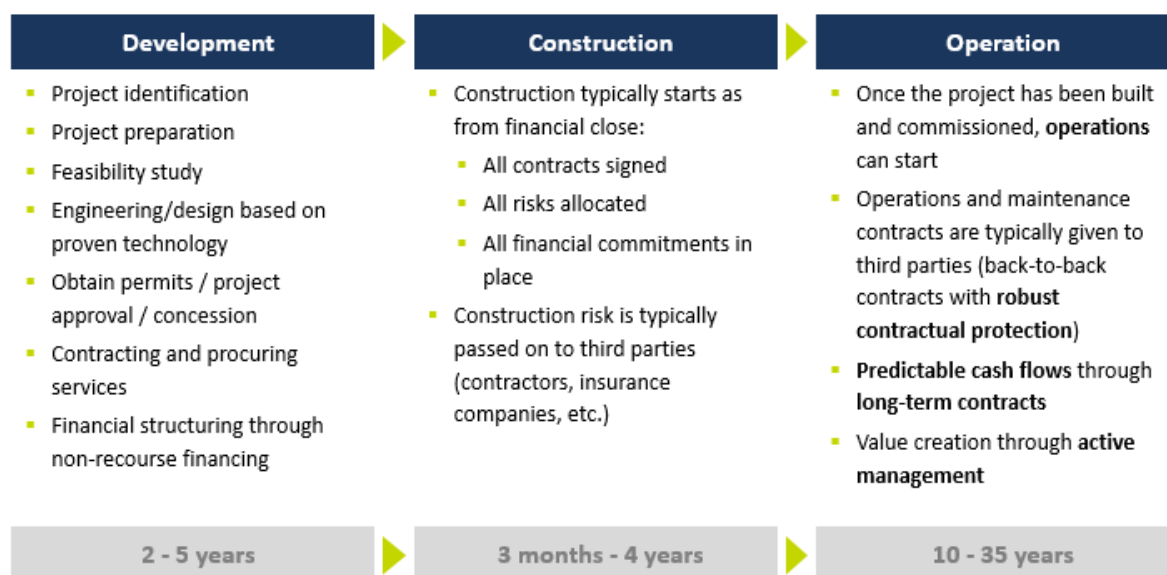 Development
Project identification
Project preparation
Feasibility study
Engineering/design based on
proven technology
Obtain permits / project
approval / concession
Contracting and procuring
services
Financial structuring through
non-recourse financing
2 - 5 years
Construction
Construction typically starts as
from financial close:
All contracts signed
All risks allocated
All financial commitments in
place
Construction risk is typically
passed on to third parties
(contractors, insurance
companies, etc.)
3 months - 4 years
Operation
Once the project has been built
and commissioned, operations
can start
Operations and maintenance
contracts are typically given to
third parties (back-to-back
contracts with robust
contractual protection)
Predictable cash flows through
long-term contracts
Value creation through active
management
10 - 35 years